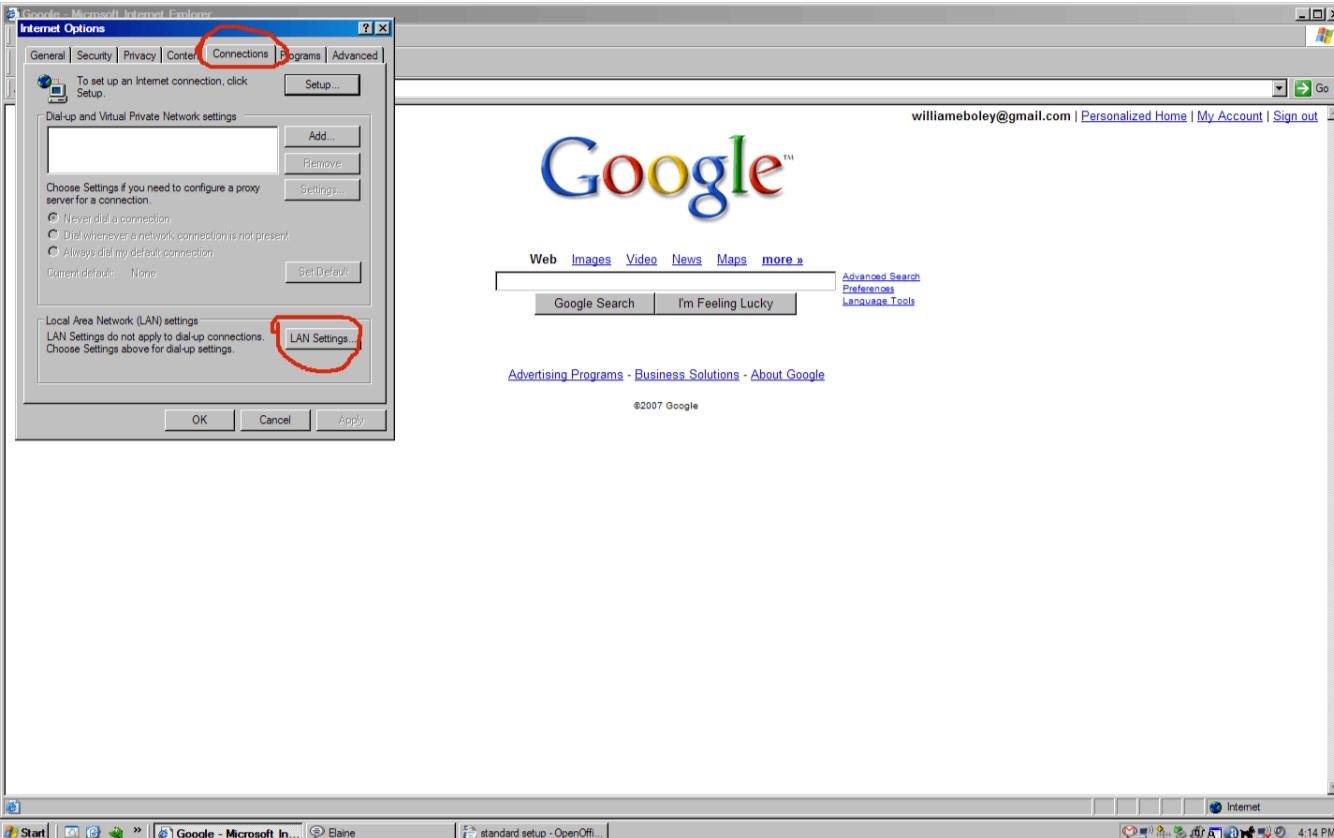 Google - Microsoft Internet Explorer
Internet Options
General Security Privacy Content Connections Programs Advanced
To set up an Internet connection, click
Setup.
Setup...
Dial-up and Virtual Private Network settings
Add...
Remove
Choose Settings if you need to configure a proxy
server for a connection.
Settings...
Never dial a connection
Dial whenever a network connection is not present
Always dial my default connection
Current default: None
Set Default
Local Area Network (LAN) settings
LAN Settings do not apply to dial-up connections.
Choose Settings above for dial-up settings.
LAN Settings...
OK Cancel Apply
Go
williameboley@gmail.com | Personalized Home | My Account | Sign out
Google™
Web Images Video News Maps more »
Advanced Search
Preferences
Language Tools
Google Search I'm Feeling Lucky
Advertising Programs - Business Solutions - About Google
©2007 Google
Internet
Start » Google - Microsoft In... Elaine standard setup - OpenOffi... 4:14 PM